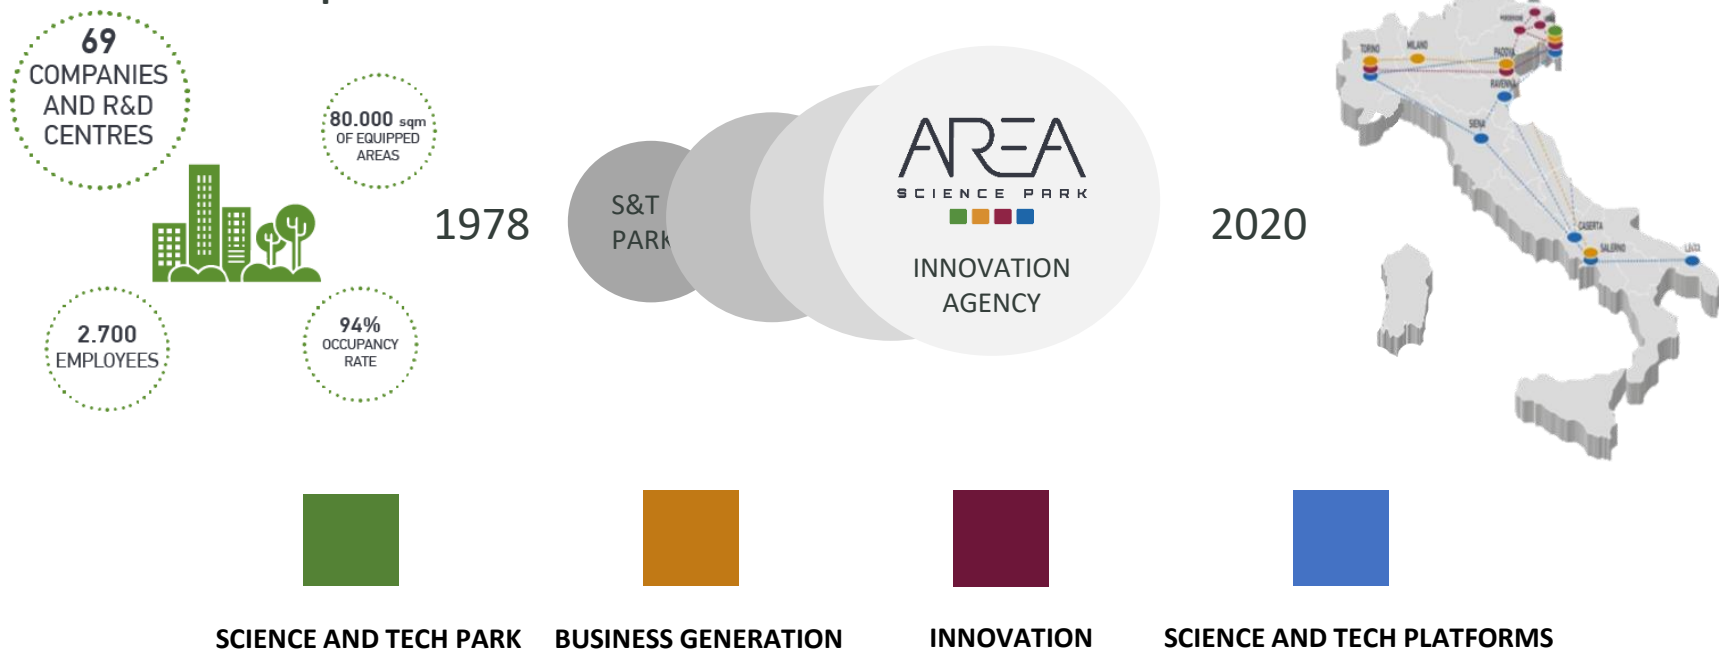 69
COMPANIES
AND R&D
CENTRES
80.000 sqm
OF EQUIPPED
AREAS
2.700
EMPLOYEES
94%
OCCUPANCY
RATE
1978
S&T
PARK
AREA
SCIENCE PARK
INNOVATION
AGENCY
2020
TORINO
MILANO
PADOVA
RAVENNA
SIENA
CASERTA
SALERNO
LECCE
SCIENCE AND TECH PARK
BUSINESS GENERATION
INNOVATION
SCIENCE AND TECH PLATFORMS